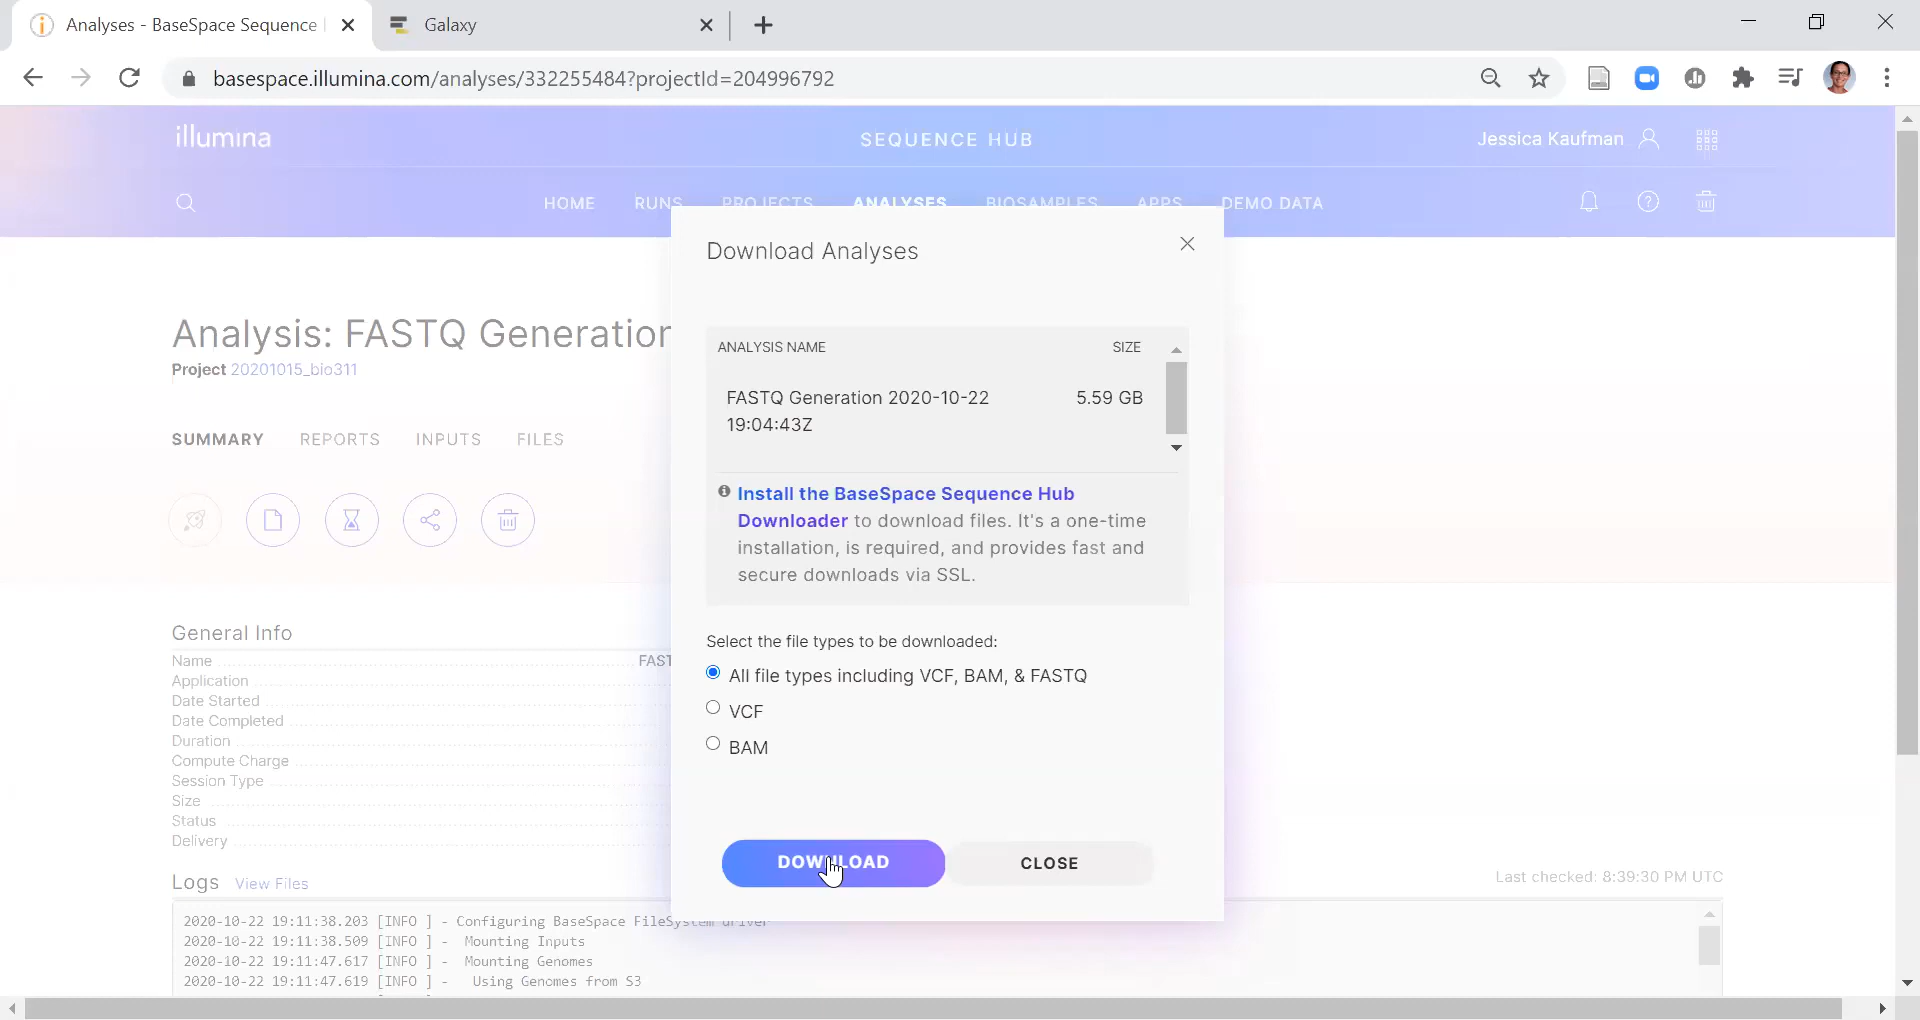 Analyses - BaseSpace Sequence
Galaxy
basespace.illumina.com/analyses/332255484?projectId=204996792
illumina
SEQUENCE HUB
Jessica Kaufman
HOME RUNS PROJECTS ANALYSES BIOSAMPLES APPS DEMO DATA
Download Analyses
Analysis: FASTQ Generation
Project 20201015_bio311
SUMMARY REPORTS INPUTS FILES
ANALYSIS NAME SIZE
FASTQ Generation 2020-10-22 5.59 GB
19:04:43Z
Install the BaseSpace Sequence Hub
Downloader to download files. It's a one-time
installation, is required, and provides fast and
secure downloads via SSL.
Select the file types to be downloaded:
All file types including VCF, BAM, & FASTQ
VCF
BAM
DOWNLOAD CLOSE
General Info
Name FAST
Application
Date Started
Date Completed
Duration
Compute Charge
Session Type
Size
Status
Delivery
Logs View Files
Last checked: 8:39:30 PM UTC
2020-10-22 19:11:38.203 [INFO ] - Configuring BaseSpace FileSystem driver
2020-10-22 19:11:38.509 [INFO ] - Mounting Inputs
2020-10-22 19:11:47.617 [INFO ] - Mounting Genomes
2020-10-22 19:11:47.619 [INFO ] - Using Genomes from S3